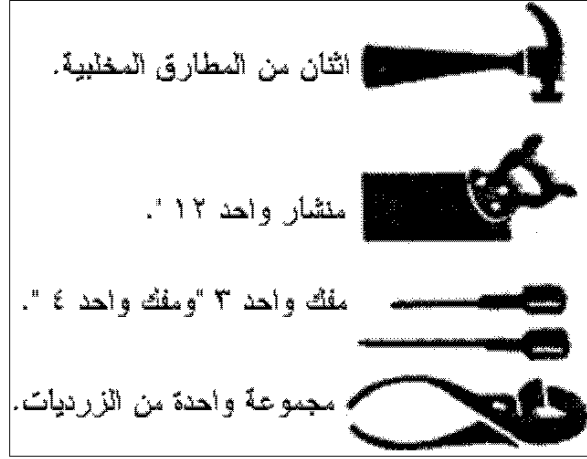 اثنان من المطارق المخلبية.
منشار واحد ١٢ ".
مفك واحد ٣ "ومفك واحد ٤ ".
مجموعة واحدة من الزرديات.